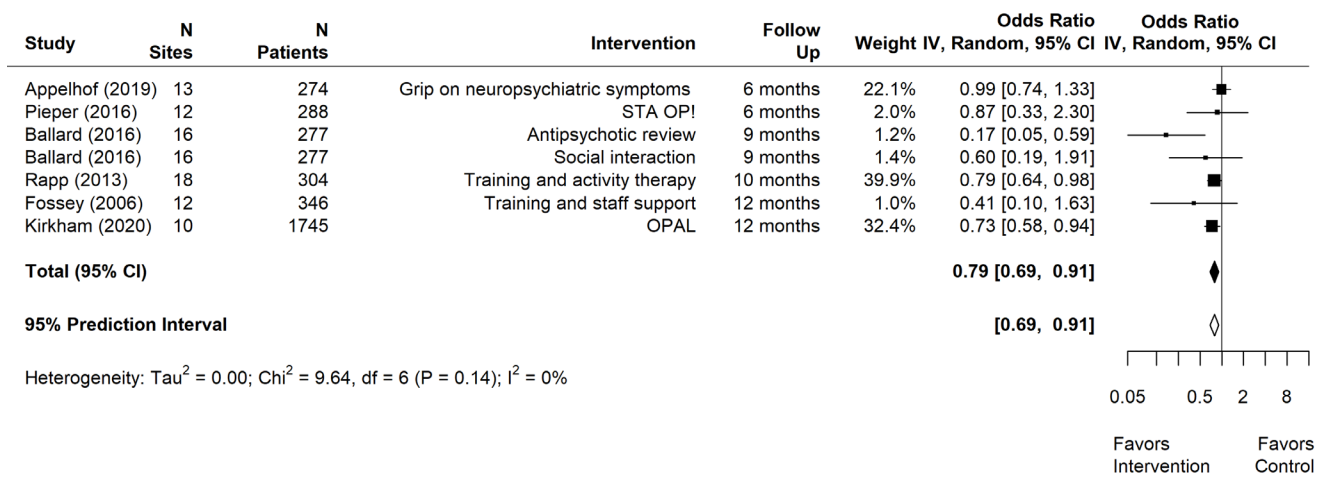 Study N Sites N Patients Intervention Follow Up Weight Odds Ratio IV, Random, 95% CI Odds Ratio IV, Random, 95% CI
Appelhof (2019) 13 274 Grip on neuropsychiatric symptoms 6 months 22.1% 0.99 [0.74, 1.33]
Pieper (2016) 12 288 STA OP! 6 months 2.0% 0.87 [0.33, 2.30]
Ballard (2016) 16 277 Antipsychotic review 9 months 1.2% 0.17 [0.05, 0.59]
Ballard (2016) 16 277 Social interaction 9 months 1.4% 0.60 [0.19, 1.91]
Rapp (2013) 18 304 Training and activity therapy 10 months 39.9% 0.79 [0.64, 0.98]
Fossey (2006) 12 346 Training and staff support 12 months 1.0% 0.41 [0.10, 1.63]
Kirkham (2020) 10 1745 OPAL 12 months 32.4% 0.73 [0.58, 0.94]
Total (95% CI) 0.79 [0.69, 0.91]
95% Prediction Interval [0.69, 0.91]
Heterogeneity: Tau² = 0.00; Chi² = 9.64, df = 6 (P = 0.14); I² = 0%
0.05 0.5 2 8
Favors Intervention Favors Control